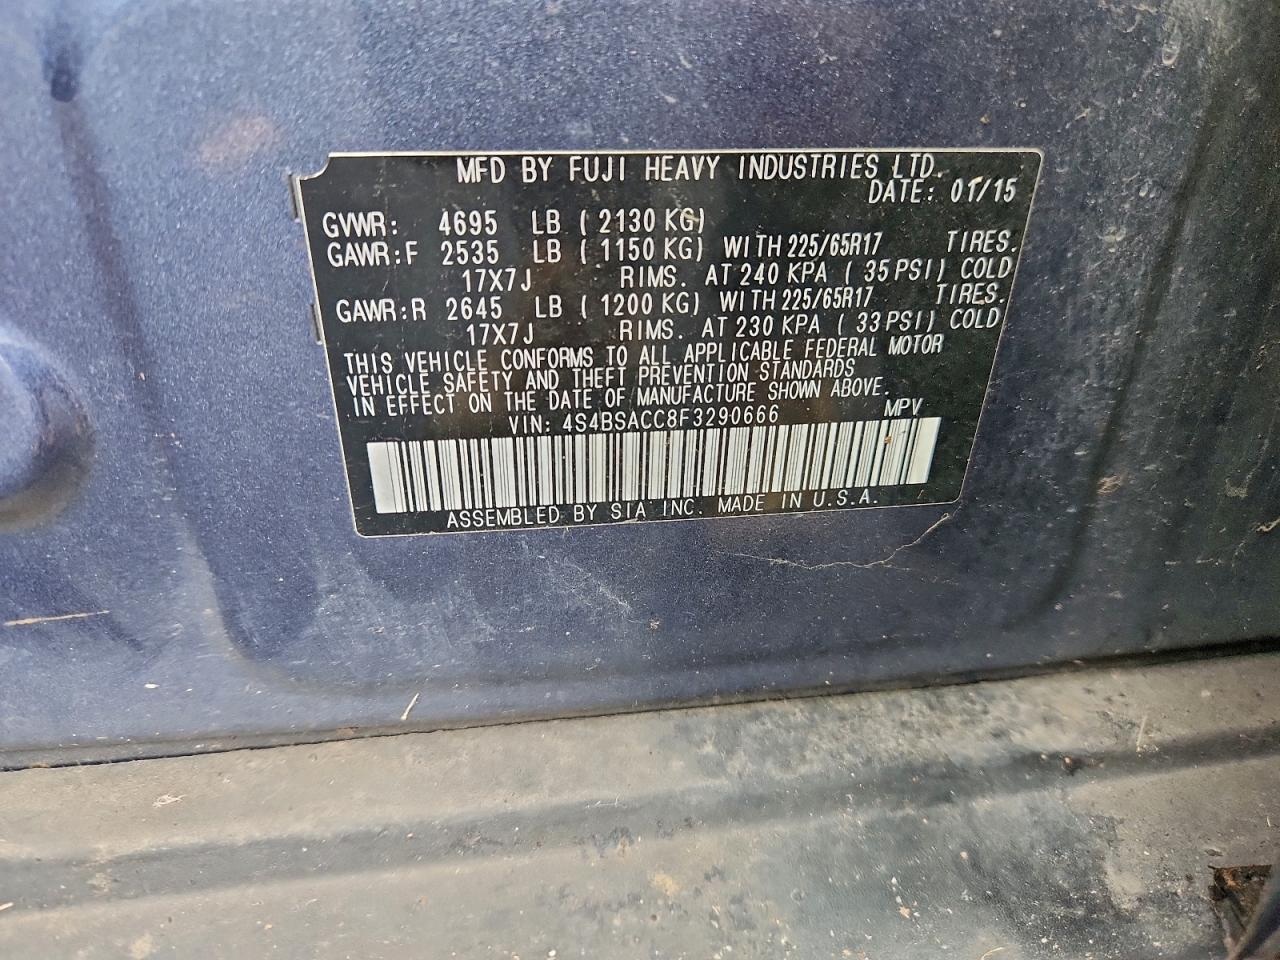 MFD BY FUJI HEAVY INDUSTRIES LTD.
DATE: 01/15
GVWR: 4695 LB ( 2130 KG)
GAWR:F 2535 LB ( 1150 KG) WITH 225/65R17 TIRES.
17X7J RIMS. AT 240 KPA ( 35 PSI) COLD
GAWR:R 2645 LB ( 1200 KG) WITH 225/65R17 TIRES.
17X7J RIMS. AT 230 KPA ( 33 PSI) COLD
THIS VEHICLE CONFORMS TO ALL APPLICABLE FEDERAL MOTOR
VEHICLE SAFETY AND THEFT PREVENTION STANDARDS
IN EFFECT ON THE DATE OF MANUFACTURE SHOWN ABOVE.
VIN: 4S4BSACC8F3290666 MPV
ASSEMBLED BY SIA INC. MADE IN U.S.A.